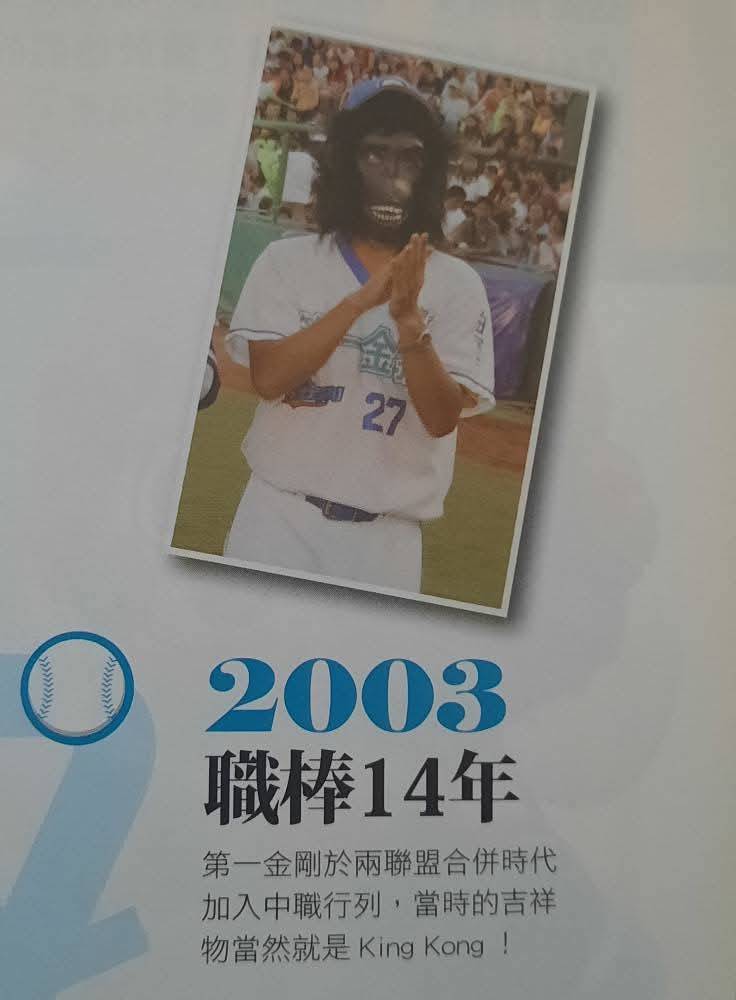 金
27
2003
職棒14年
第一金剛於兩聯盟合併時代
加入中職行列，當時的吉祥
物當然就是 King Kong ！